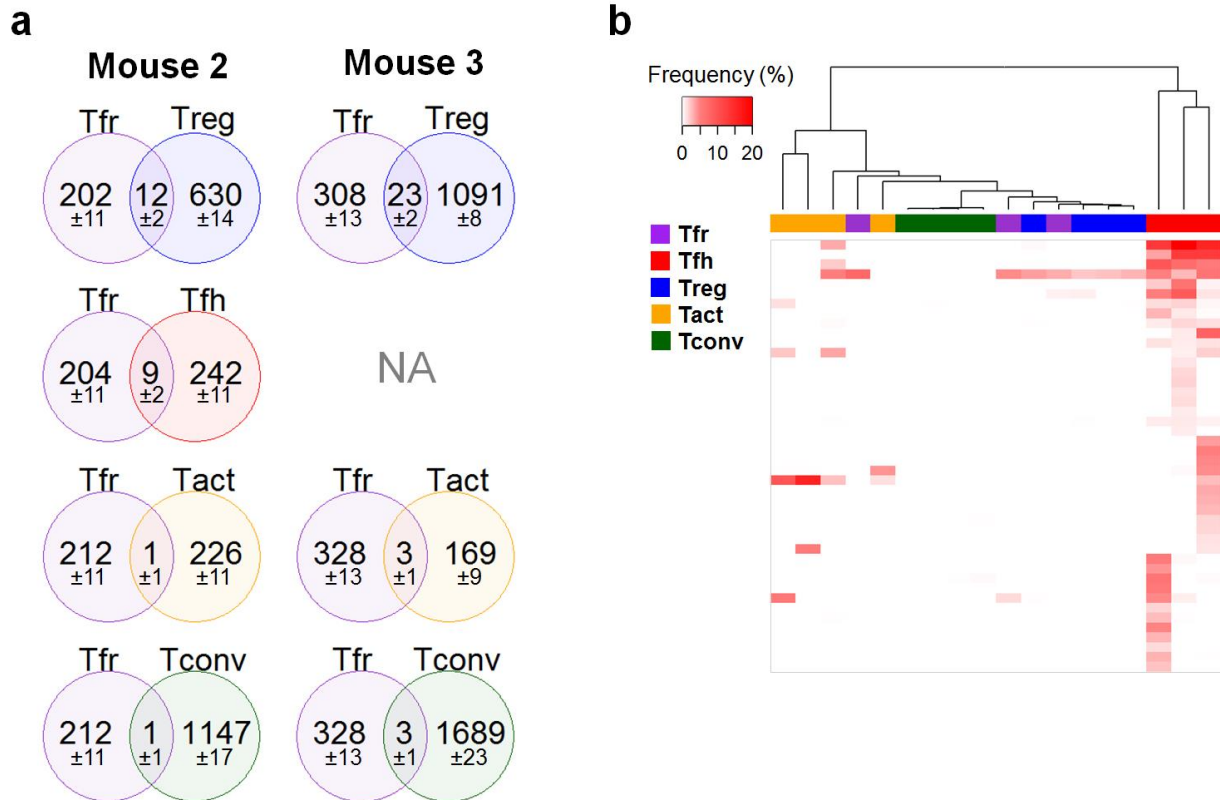 a
b
Mouse 2
Mouse 3
Tfr Treg
202 12 630
±11 ±2 ±14
Tfr Treg
308 23 1091
±13 ±2 ±8
Tfr Tfh
204 9 242
±11 ±2 ±11
NA
Tfr Tact
212 1 226
±11 ±1 ±11
Tfr Tact
328 3 169
±13 ±1 ±9
Tfr Tconv
212 1 1147
±11 ±1 ±17
Tfr Tconv
328 3 1689
±13 ±1 ±23
Frequency (%)
0 10 20
Tfr
Tfh
Treg
Tact
Tconv